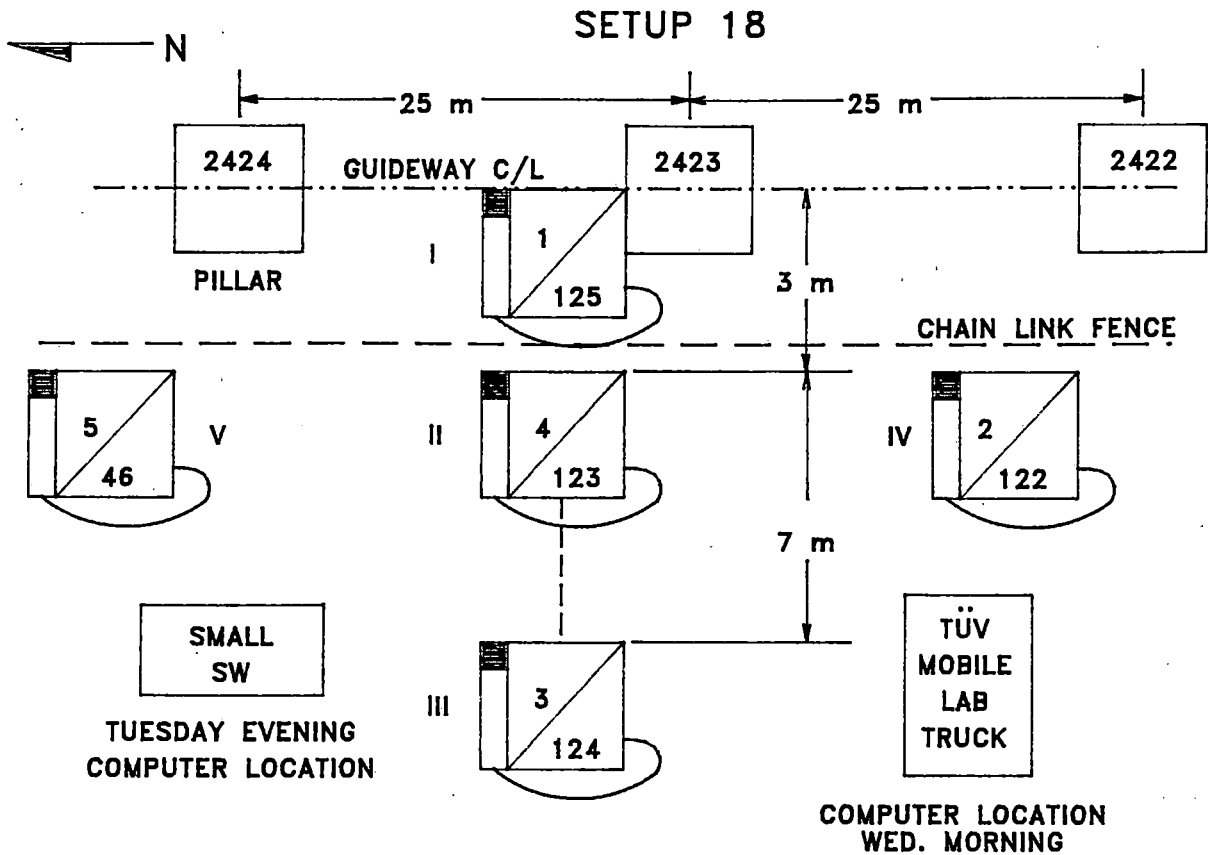 SETUP 18
N
25 m
25 m
2424
GUIDEWAY C/L
2423
2422
I
1
125
PILLAR
3 m
CHAIN LINK FENCE
5
46
V
II
4
123
IV
2
122
7 m
SMALL
SW
TUESDAY EVENING
COMPUTER LOCATION
III
3
124
TÜV
MOBILE
LAB
TRUCK
COMPUTER LOCATION
WED. MORNING